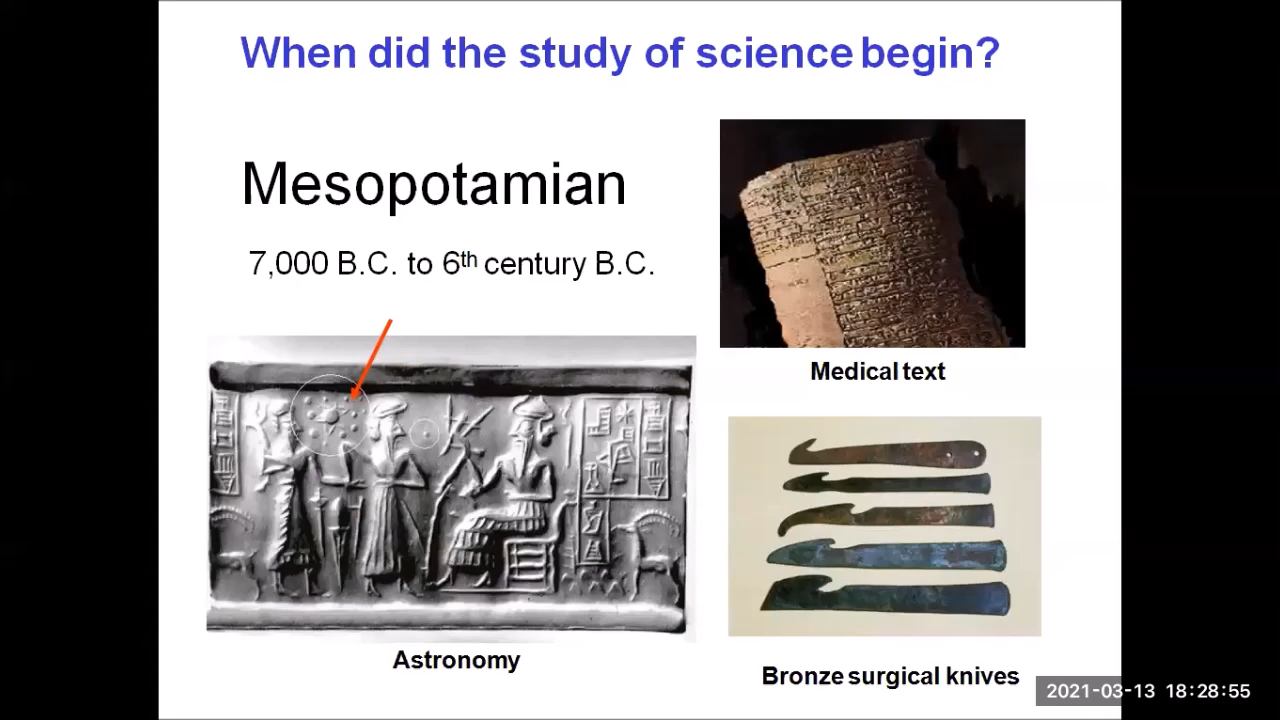 When did the study of science begin?
Mesopotamian
7,000 B.C. to 6th century B.C.
Medical text
Astronomy
Bronze surgical knives
2021-03-13 18:28:55